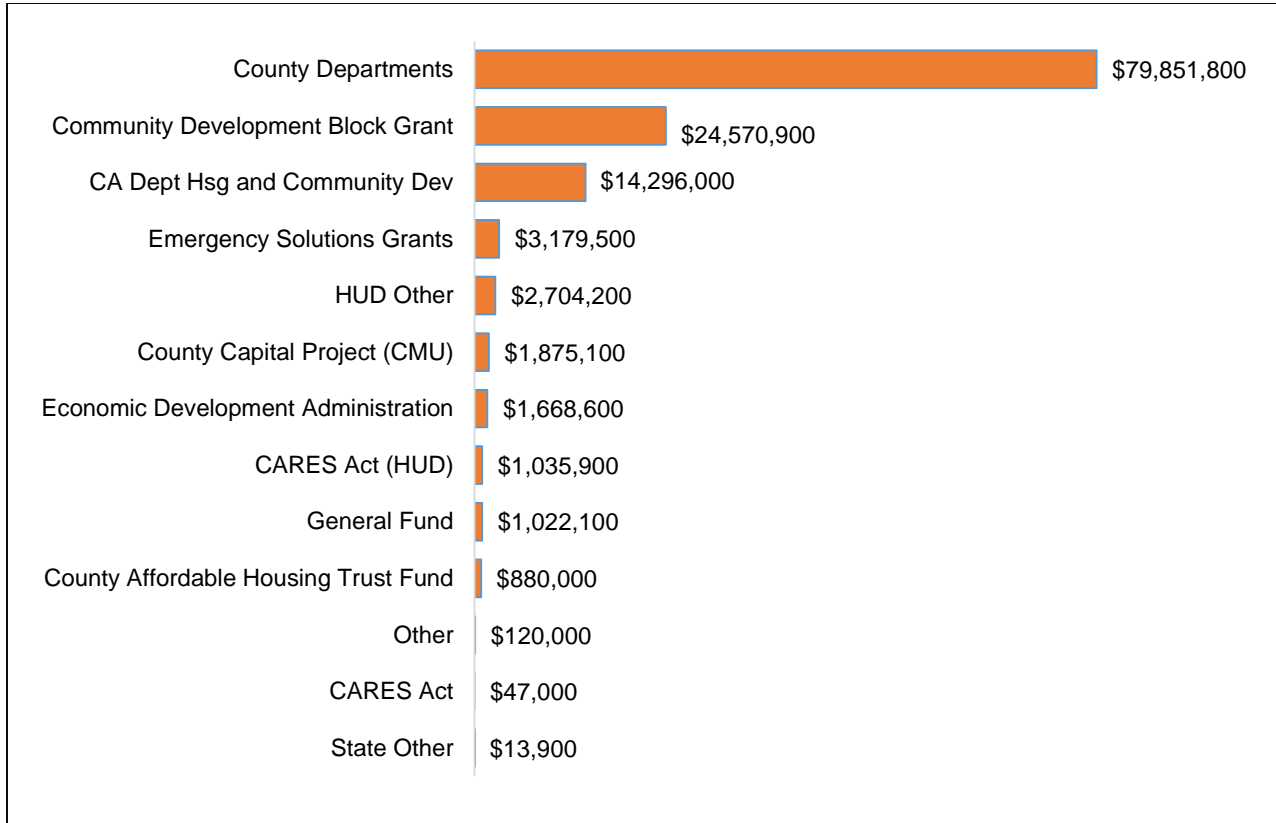 County Departments $79,851,800
Community Development Block Grant $24,570,900
CA Dept Hsg and Community Dev $14,296,000
Emergency Solutions Grants $3,179,500
HUD Other $2,704,200
County Capital Project (CMU) $1,875,100
Economic Development Administration $1,668,600
CARES Act (HUD) $1,035,900
General Fund $1,022,100
County Affordable Housing Trust Fund $880,000
Other $120,000
CARES Act $47,000
State Other $13,900